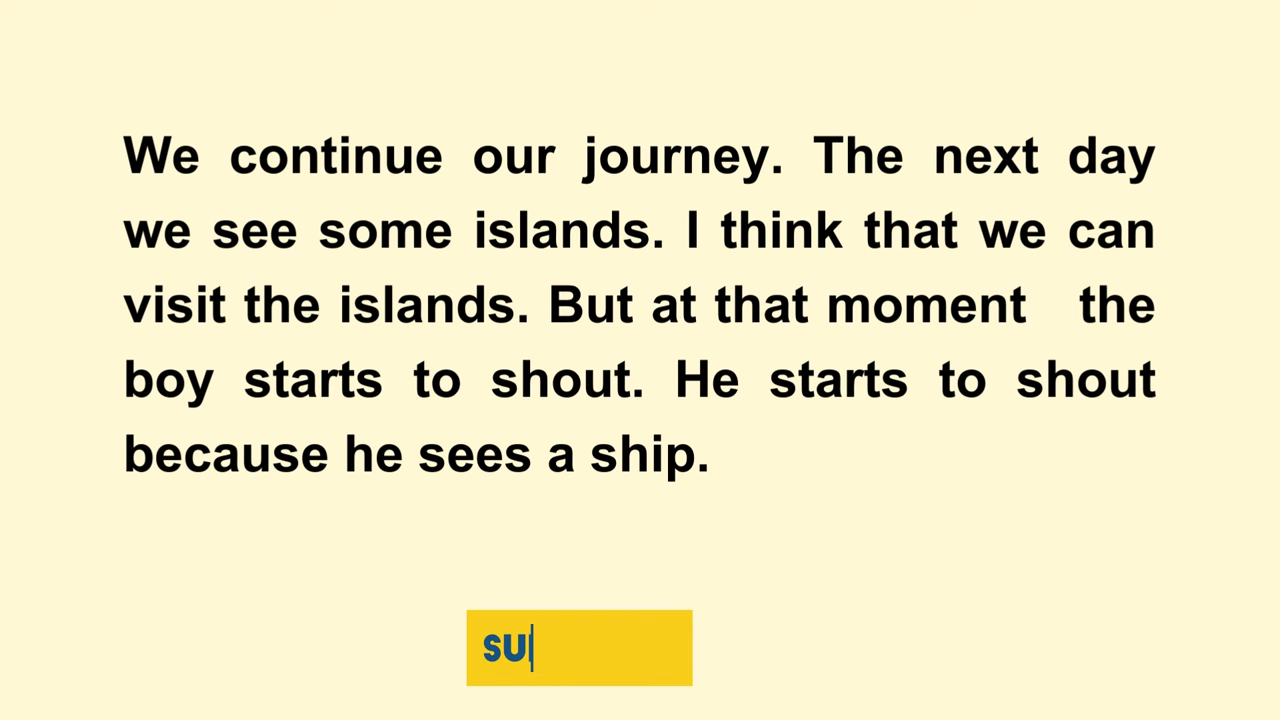 We continue our journey. The next day
we see some islands. I think that we can
visit the islands. But at that moment the
boy starts to shout. He starts to shout
because he sees a ship.
SU